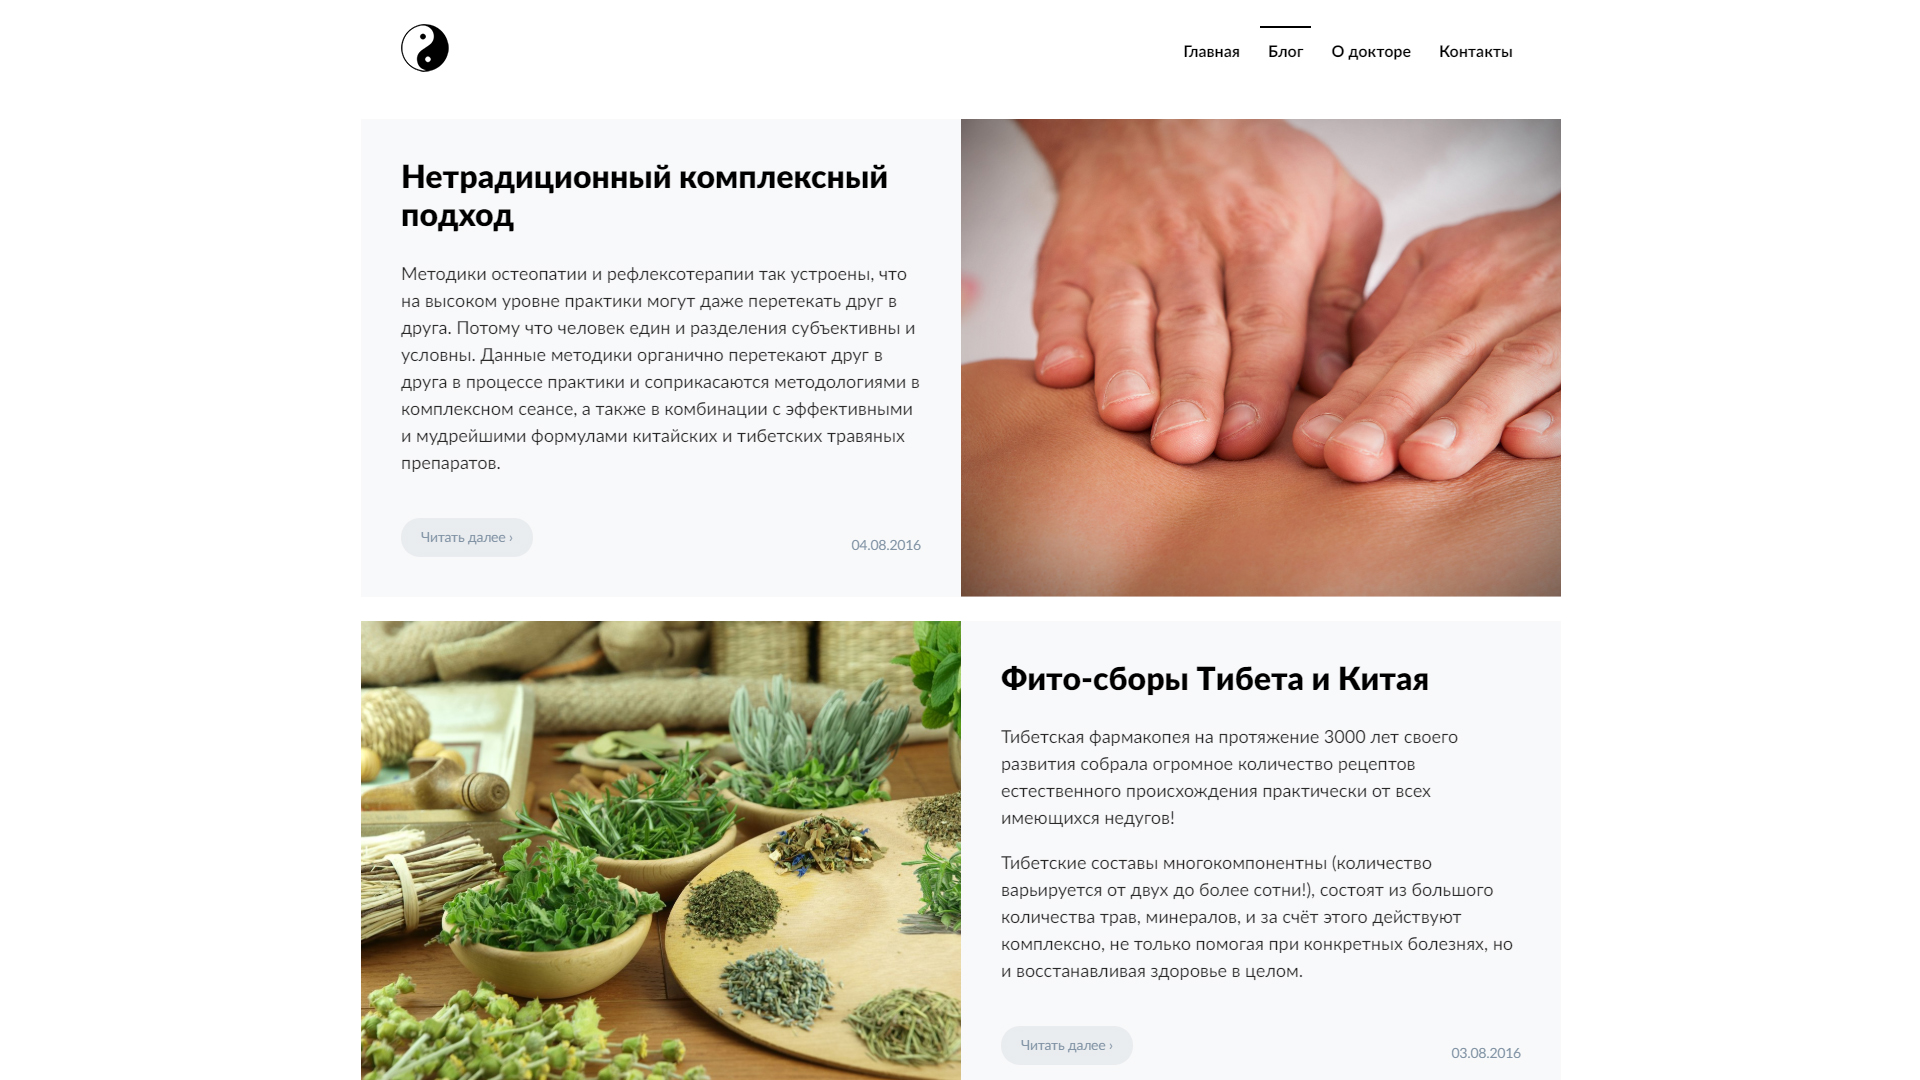 Главная Блог О докторе Контакты
Нетрадиционный комплексный
подход
Методики остеопатии и рефлексотерапии так устроены, что
на высоком уровне практики могут даже перетекать друг в
друга. Потому что человек един и разделения субъективны и
условны. Данные методики органично перетекают друг в
друга в процессе практики и соприкасаются методологиями в
комплексном сеансе, а также в комбинации с эффективными
и мудрейшими формулами китайских и тибетских травяных
препаратов.
Читать далее ›
04.08.2016
Фито-сборы Тибета и Китая
Тибетская фармакопея на протяжение 3000 лет своего
развития собрала огромное количество рецептов
естественного происхождения практически от всех
имеющихся недугов!
Тибетские составы многокомпонентны (количество
варьируется от двух до более сотни!), состоят из большого
количества трав, минералов, и за счёт этого действуют
комплексно, не только помогая при конкретных болезнях, но
и восстанавливая здоровье в целом.
Читать далее ›
03.08.2016